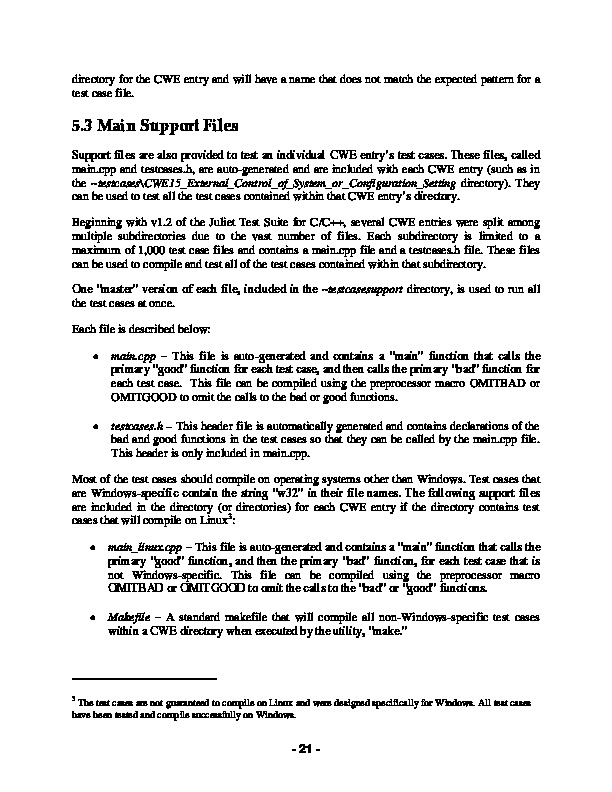 directory for the CWE entry and will have a name that does not match the expected pattern for a
test case file.
5.3 Main Support Files
Support files are also provided to test an individual CWE entry's test cases. These files, called
main.cpp and testcases.h, are auto-generated and are included with each CWE entry (such as in
the ~testcases\CWE15_External_Control_of_System_or_Configuration_Setting directory). They
can be used to test all the test cases contained within that CWE entry's directory.
Beginning with v1.2 of the Juliet Test Suite for C/C++, several CWE entries were split among
multiple subdirectories due to the vast number of files. Each subdirectory is limited to a
maximum of 1,000 test case files and contains a main.cpp file and a testcases.h file. These files
can be used to compile and test all of the test cases contained within that subdirectory.
One "master" version of each file, included in the ~testcasesupport directory, is used to run all
the test cases at once.
Each file is described below:
• main.cpp – This file is auto-generated and contains a "main" function that calls the
primary "good" function for each test case, and then calls the primary "bad" function for
each test case. This file can be compiled using the preprocessor macro OMITBAD or
OMITGOOD to omit the calls to the bad or good functions.
• testcases.h – This header file is automatically generated and contains declarations of the
bad and good functions in the test cases so that they can be called by the main.cpp file.
This header is only included in main.cpp.
Most of the test cases should compile on operating systems other than Windows. Test cases that
are Windows-specific contain the string "w32" in their file names. The following support files
are included in the directory (or directories) for each CWE entry if the directory contains test
cases that will compile on Linux3:
• main_linux.cpp – This file is auto-generated and contains a "main" function that calls the
primary "good" function, and then the primary "bad" function, for each test case that is
not Windows-specific. This file can be compiled using the preprocessor macro
OMITBAD or OMITGOOD to omit the calls to the "bad" or "good" functions.
• Makefile – A standard makefile that will compile all non-Windows-specific test cases
within a CWE directory when executed by the utility, "make."
3 The test cases are not guaranteed to compile on Linux and were designed specifically for Windows. All test cases
have been tested and compile successfully on Windows.
- 21 -